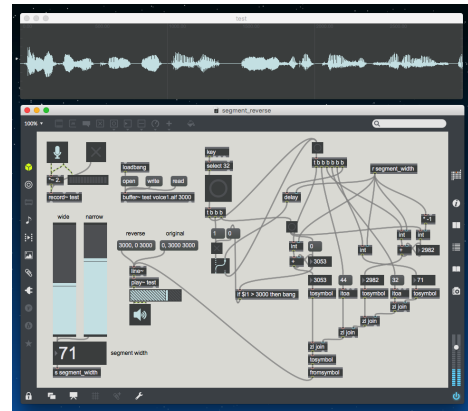 test
segment_reverse
100%
key
select 32
loadbang
open write read
buffer~ test voice1.aif 3000
*~ 2.
record~ test
t b b b
t b b b b b b
r segment_width
delay
* -1
wide narrow
reverse original
3000, 0 3000
0, 3000 3000
1 0
int 0
int
int int
+
+
2982
line~
play~ test
3053
if $i1 > 3000 then bang
3053 44 2982 32 71
tosymbol itoa tosymbol itoa tosymbol
zl join
zl join
zl join
zl join
tosymbol
fromsymbol
71
segment width
s segment_width